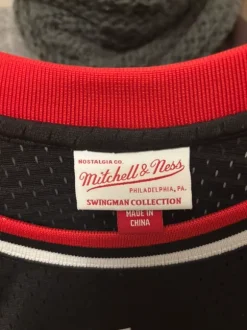 NOSTALGIA CO.
Mitchell & Ness
PHILADELPHIA, PA.
SWINGMAN COLLECTION
MADE IN
CHINA